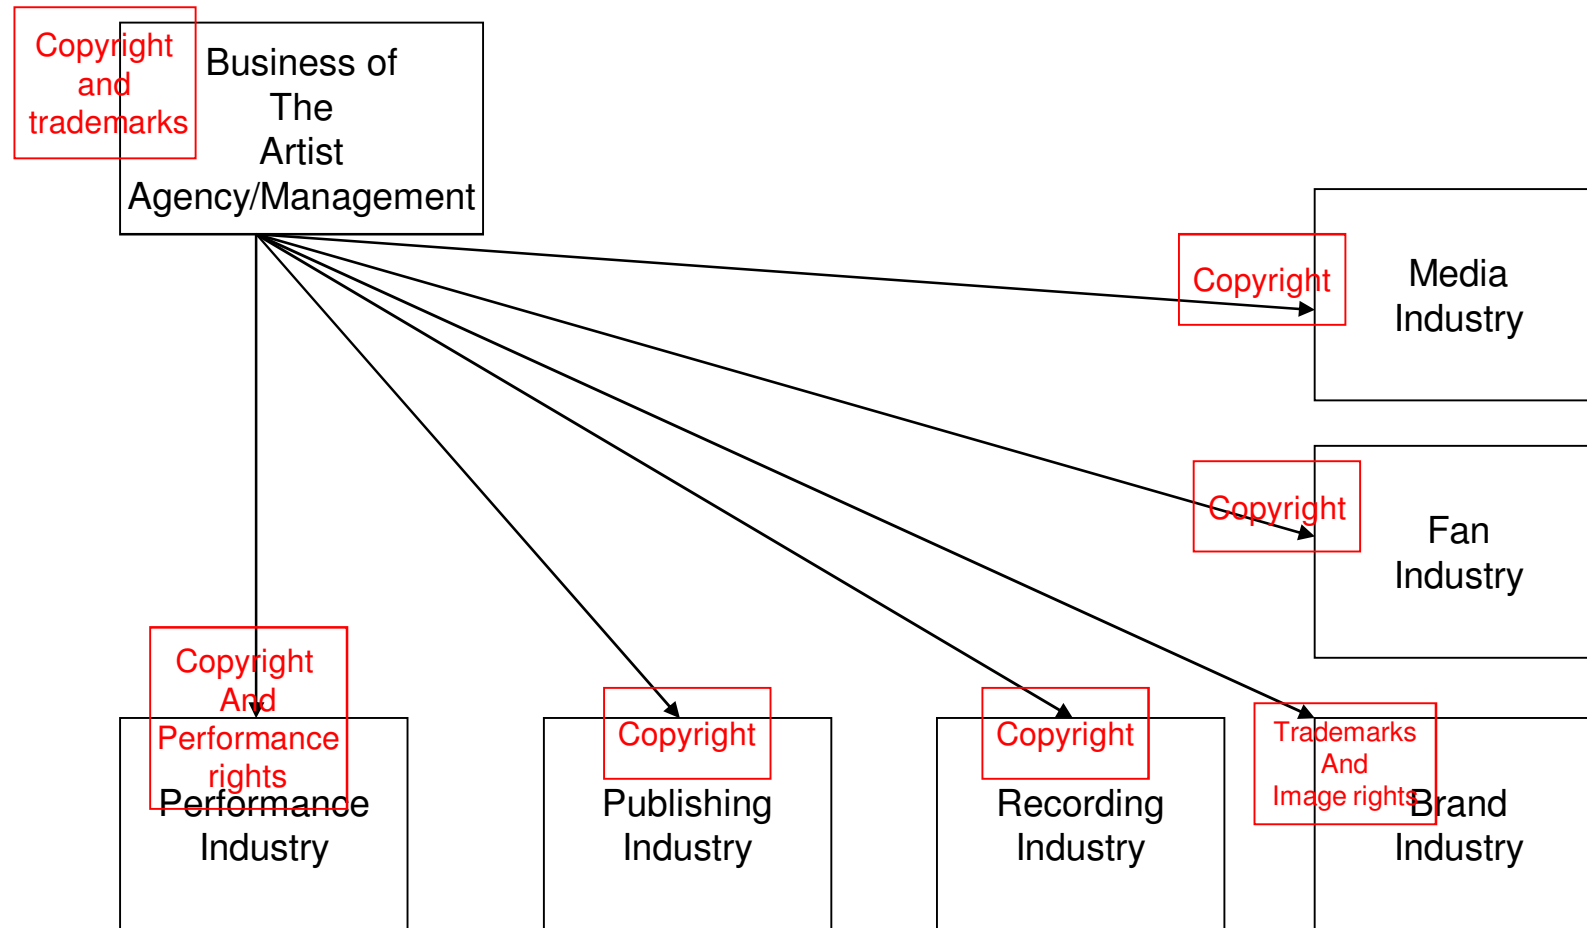 Copyright
and
trademarks
Business of
The
Artist
Agency/Management
Copyright
Media
Industry
Copyright
Fan
Industry
Copyright
And
Performance
rights
Performance
Industry
Copyright
Publishing
Industry
Copyright
Recording
Industry
Trademarks
And
Image rights
Brand
Industry